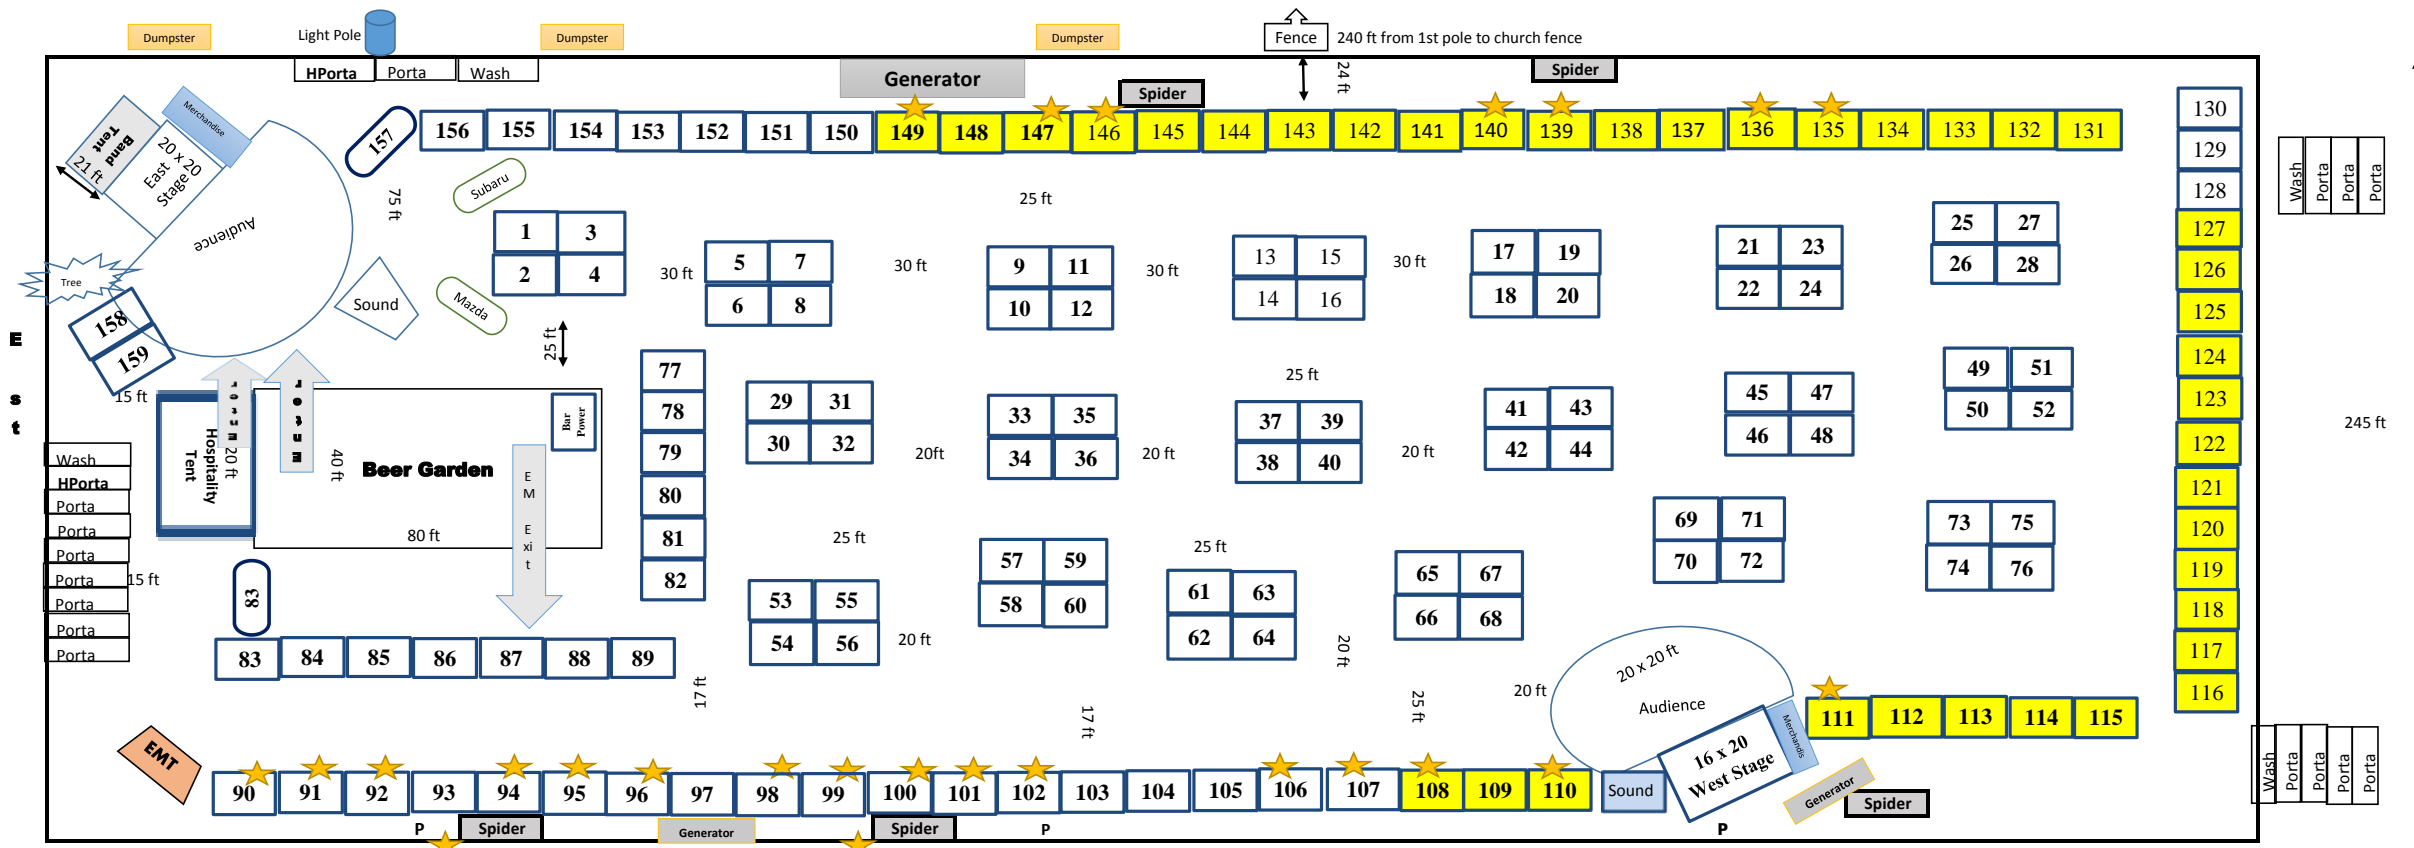 Dumpster
Light Pole
Dumpster
Dumpster
Fence
240 ft from 1st pole to church fence
HPorta
Porta
Wash
Generator
Spider
24 ft
Spider
Band Tent
21 ft
Merchandise
20 x 20
East
Stage
Audience
157
156 155 154 153 152 151 150 149 148 147 146 145 144 143 142 141 140 139 138 137 136 135 134 133 132 131
130
129
128
127
126
125
124
123
122
121
120
119
118
117
116
Wash
Porta
Porta
Porta
75 ft
Subaru
25 ft
1 3
2 4
30 ft
5 7
6 8
30 ft
9 11
10 12
30 ft
13 15
14 16
30 ft
17 19
18 20
21 23
22 24
25 27
26 28
Tree
Sound
Mazda
158
159
25 ft
E
st
15 ft
Hospitality
Tent
20 ft
40 ft
Beer Garden
80 ft
Bar
Power
E
M
E
xi
t
77
78
79
80
81
82
29 31
30 32
20ft
33 35
34 36
20 ft
25 ft
37 39
38 40
20 ft
41 43
42 44
45 47
46 48
49 51
50 52
245 ft
Wash
HPorta
Porta
Porta
Porta
Porta
Porta
Porta
Porta
15 ft
83
25 ft
53 55
54 56
20 ft
57 59
58 60
25 ft
61 63
62 64
20 ft
65 67
66 68
69 71
70 72
73 75
74 76
83 84 85 86 87 88 89
17 ft
17 ft
25 ft
20 ft
20 x 20 ft
Audience
16 x 20
West Stage
Merchandis
111 112 113 114 115
EMT
90 91 92 93 94 95 96 97 98 99 100 101 102 103 104 105 106 107 108 109 110
Sound
Generator
Spider
P
Spider
Generator
Spider
P
P
Wash
Porta
Porta
Porta
Porta